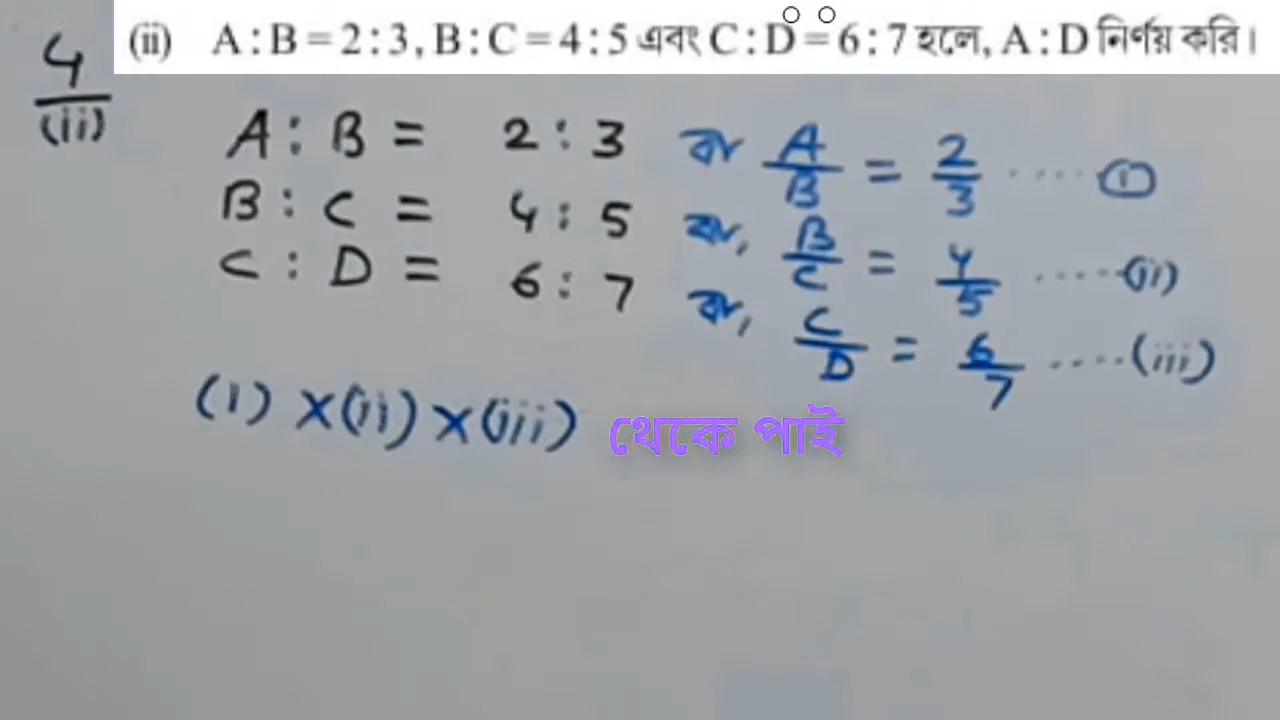 (ii) A : B = 2 : 3, B : C = 4 : 5 এবং C : D = 6 : 7 হলে, A : D নির্ণয় করি।
4/(ii)
A : B = 2 : 3 বা A/B = 2/3 ..... (i)
B : C = 4 : 5 বা, B/C = 4/5 ..... (ii)
C : D = 6 : 7 বা, C/D = 6/7 ..... (iii)
(i) × (ii) × (iii) থেকে পাই